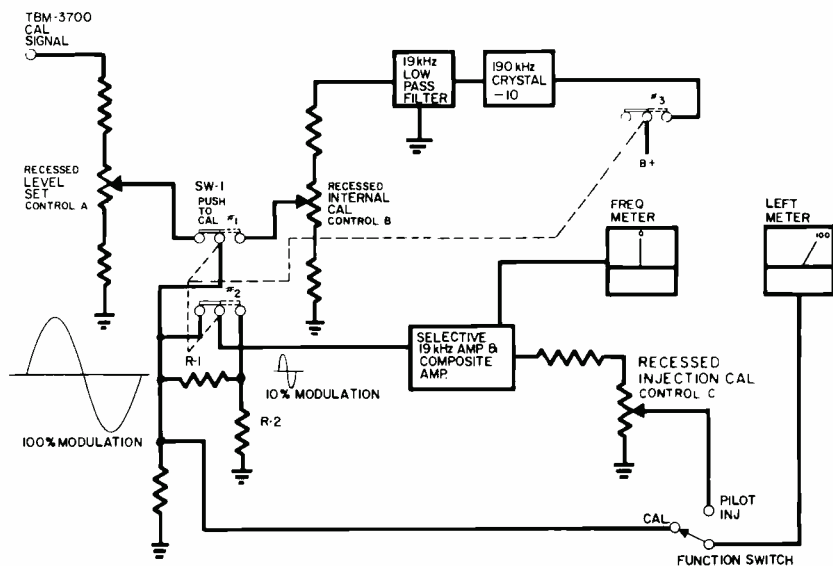 TBM-3700
CAL
SIGNAL
19 kHz
LOW
PASS
FILTER
190 kHz
CRYSTAL
-10
#3
B+
RECESSED
LEVEL
SET
CONTROL A
SW-1
PUSH
TO
CAL
#1
RECESSED
INTERNAL
CAL
CONTROL B
FREQ
METER
0
LEFT
METER
100
#2
R-1
SELECTIVE
19 kHz AMP &
COMPOSITE
AMP.
10% MODULATION
RECESSED
INJECTION CAL
CONTROL C
100% MODULATION
R-2
PILOT
INJ
CAL
FUNCTION SWITCH